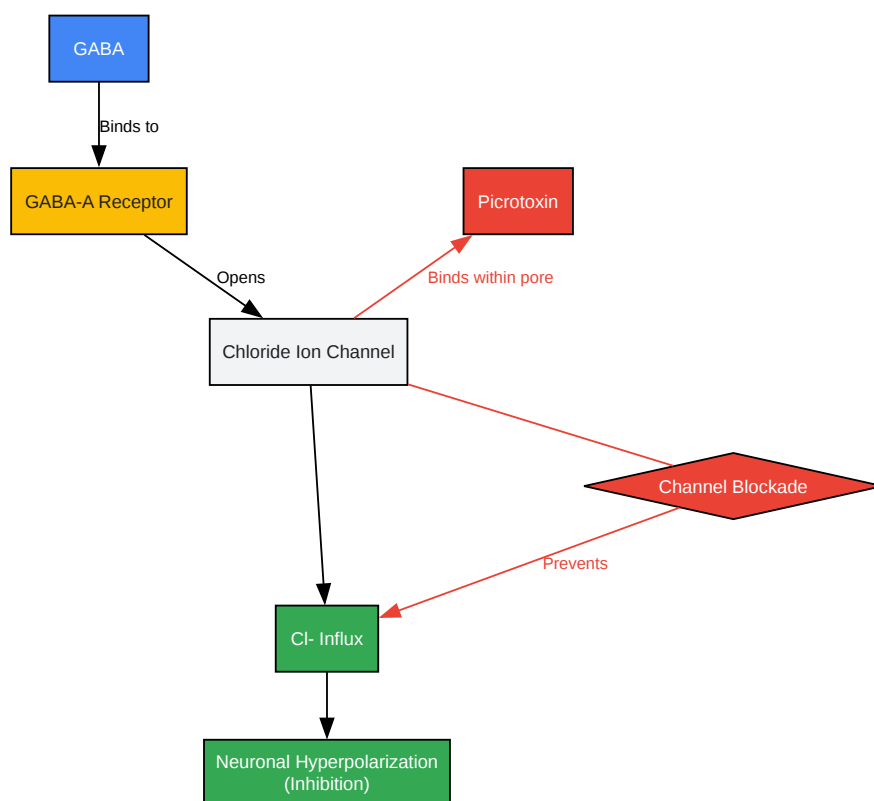 GABA
Binds to
GABA-A Receptor
Picrotoxin
Opens
Binds within pore
Chloride Ion Channel
Channel Blockade
Prevents
Cl- Influx
Neuronal Hyperpolarization
(Inhibition)